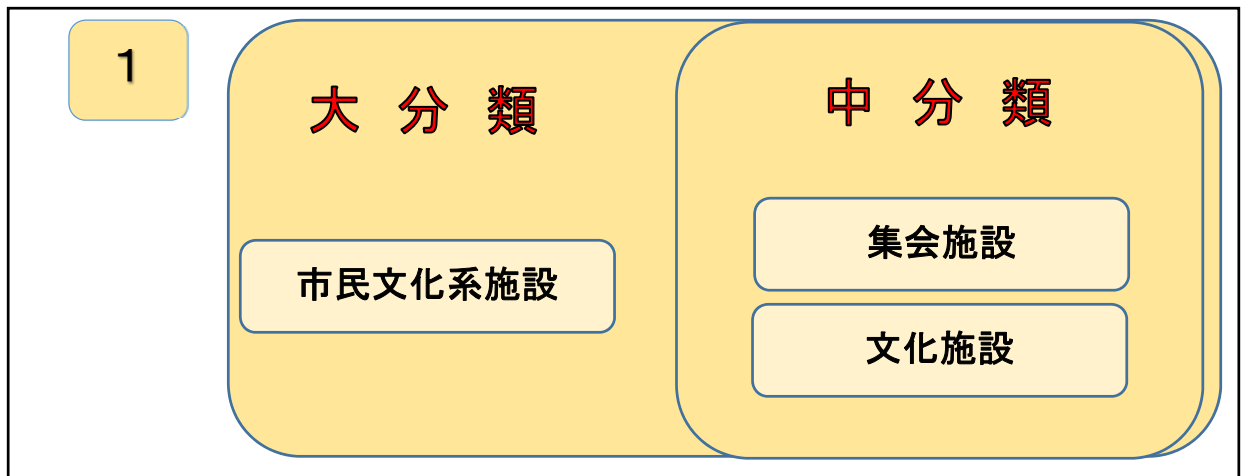 1
大 分 類
市民文化系施設
中 分 類
集会施設
文化施設